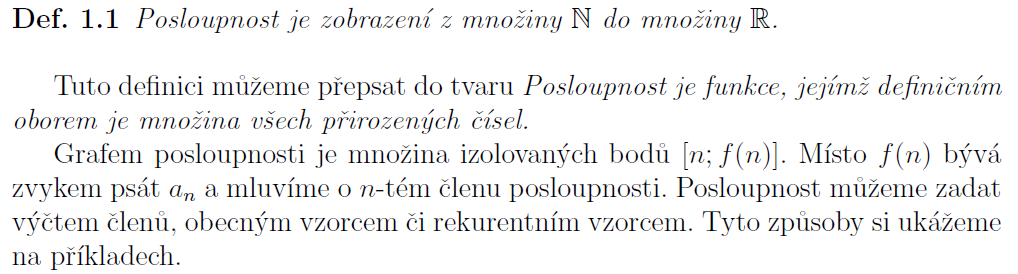 Def. 1.1 Posloupnost je zobrazení z množiny ℕ do množiny ℝ.
Tuto definici můžeme přepsat do tvaru Posloupnost je funkce, jejímž definičním
oborem je množina všech přirozených čísel.
Grafem posloupnosti je množina izolovaných bodů [n; f(n)]. Místo f(n) bývá
zvykem psát aₙ a mluvíme o n-tém členu posloupnosti. Posloupnost můžeme zadat
výčtem členů, obecným vzorcem či rekurentním vzorcem. Tyto způsoby si ukážeme
na příkladech.